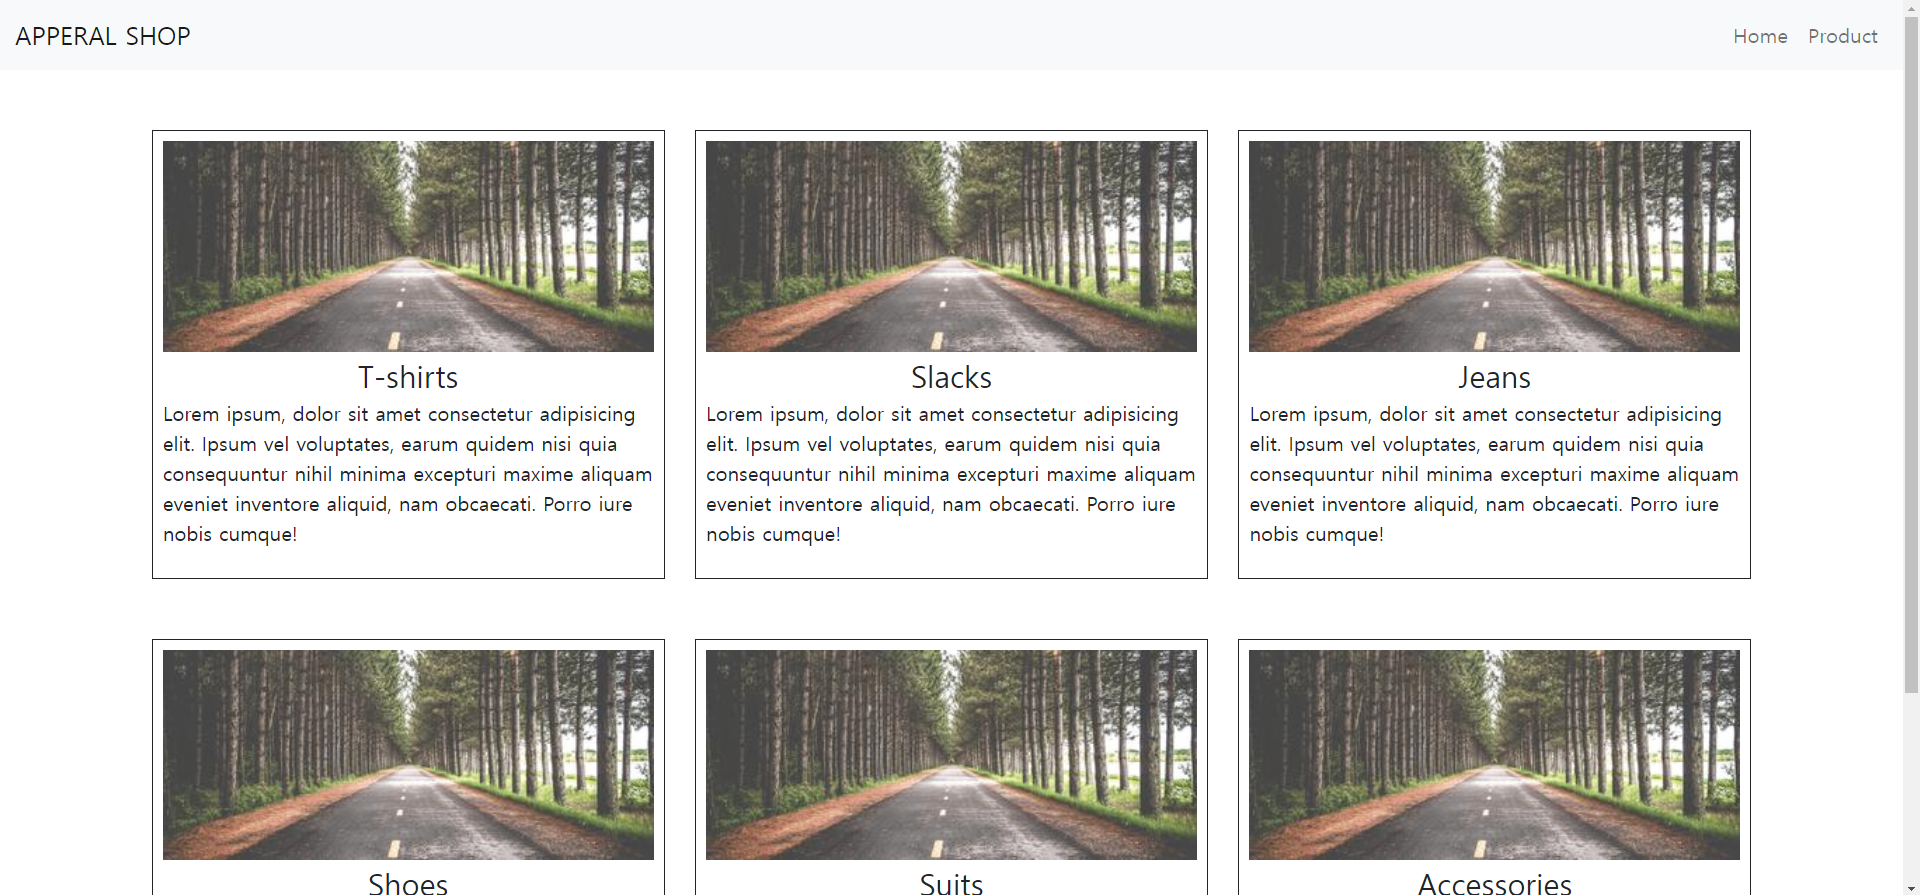 APPERAL SHOP
Home Product
T-shirts
Lorem ipsum, dolor sit amet consectetur adipisicing
elit. Ipsum vel voluptates, earum quidem nisi quia
consequuntur nihil minima excepturi maxime aliquam
eveniet inventore aliquid, nam obcaecati. Porro iure
nobis cumque!
Slacks
Lorem ipsum, dolor sit amet consectetur adipisicing
elit. Ipsum vel voluptates, earum quidem nisi quia
consequuntur nihil minima excepturi maxime aliquam
eveniet inventore aliquid, nam obcaecati. Porro iure
nobis cumque!
Jeans
Lorem ipsum, dolor sit amet consectetur adipisicing
elit. Ipsum vel voluptates, earum quidem nisi quia
consequuntur nihil minima excepturi maxime aliquam
eveniet inventore aliquid, nam obcaecati. Porro iure
nobis cumque!
Shoes
Suits
Accessories